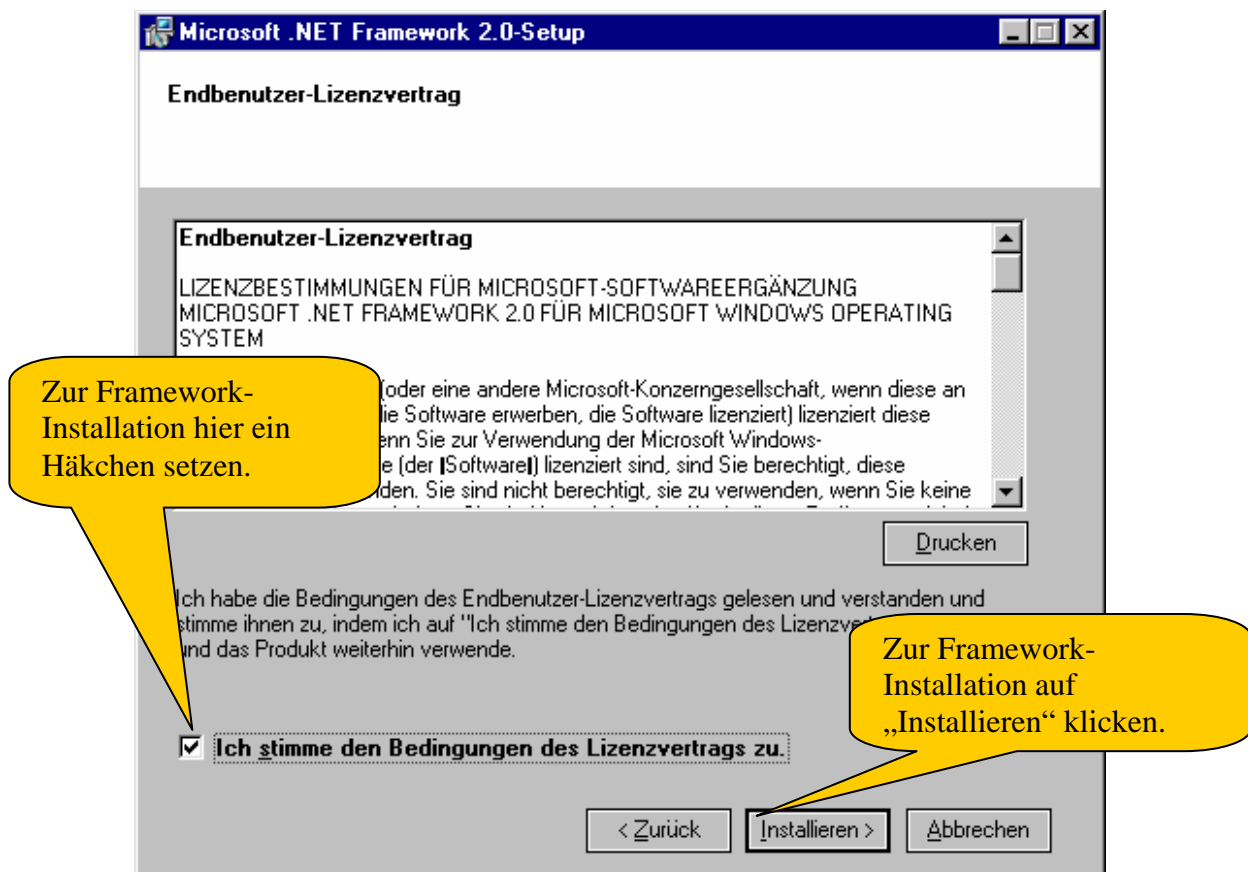 Microsoft .NET Framework 2.0-Setup
Endbenutzer-Lizenzvertrag
Endbenutzer-Lizenzvertrag
LIZENZBESTIMMUNGEN FÜR MICROSOFT-SOFTWAREERGÄNZUNG
MICROSOFT .NET FRAMEWORK 2.0 FÜR MICROSOFT WINDOWS OPERATING
SYSTEM
(oder eine andere Microsoft-Konzerngesellschaft, wenn diese an
die Software erwerben, die Software lizenziert) lizenziert diese
enn Sie zur Verwendung der Microsoft Windows-
e (der ISoftwareI) lizenziert sind, sind Sie berechtigt, diese
den. Sie sind nicht berechtigt, sie zu verwenden, wenn Sie keine
Zur Framework-
Installation hier ein
Häkchen setzen.
Drucken
Ich habe die Bedingungen des Endbenutzer-Lizenzvertrags gelesen und verstanden und
stimme ihnen zu, indem ich auf "Ich stimme den Bedingungen des Lizenzver
und das Produkt weiterhin verwende.
Zur Framework-
Installation auf
„Installieren“ klicken.
Ich stimme den Bedingungen des Lizenzvertrags zu.
< Zurück
Installieren >
Abbrechen